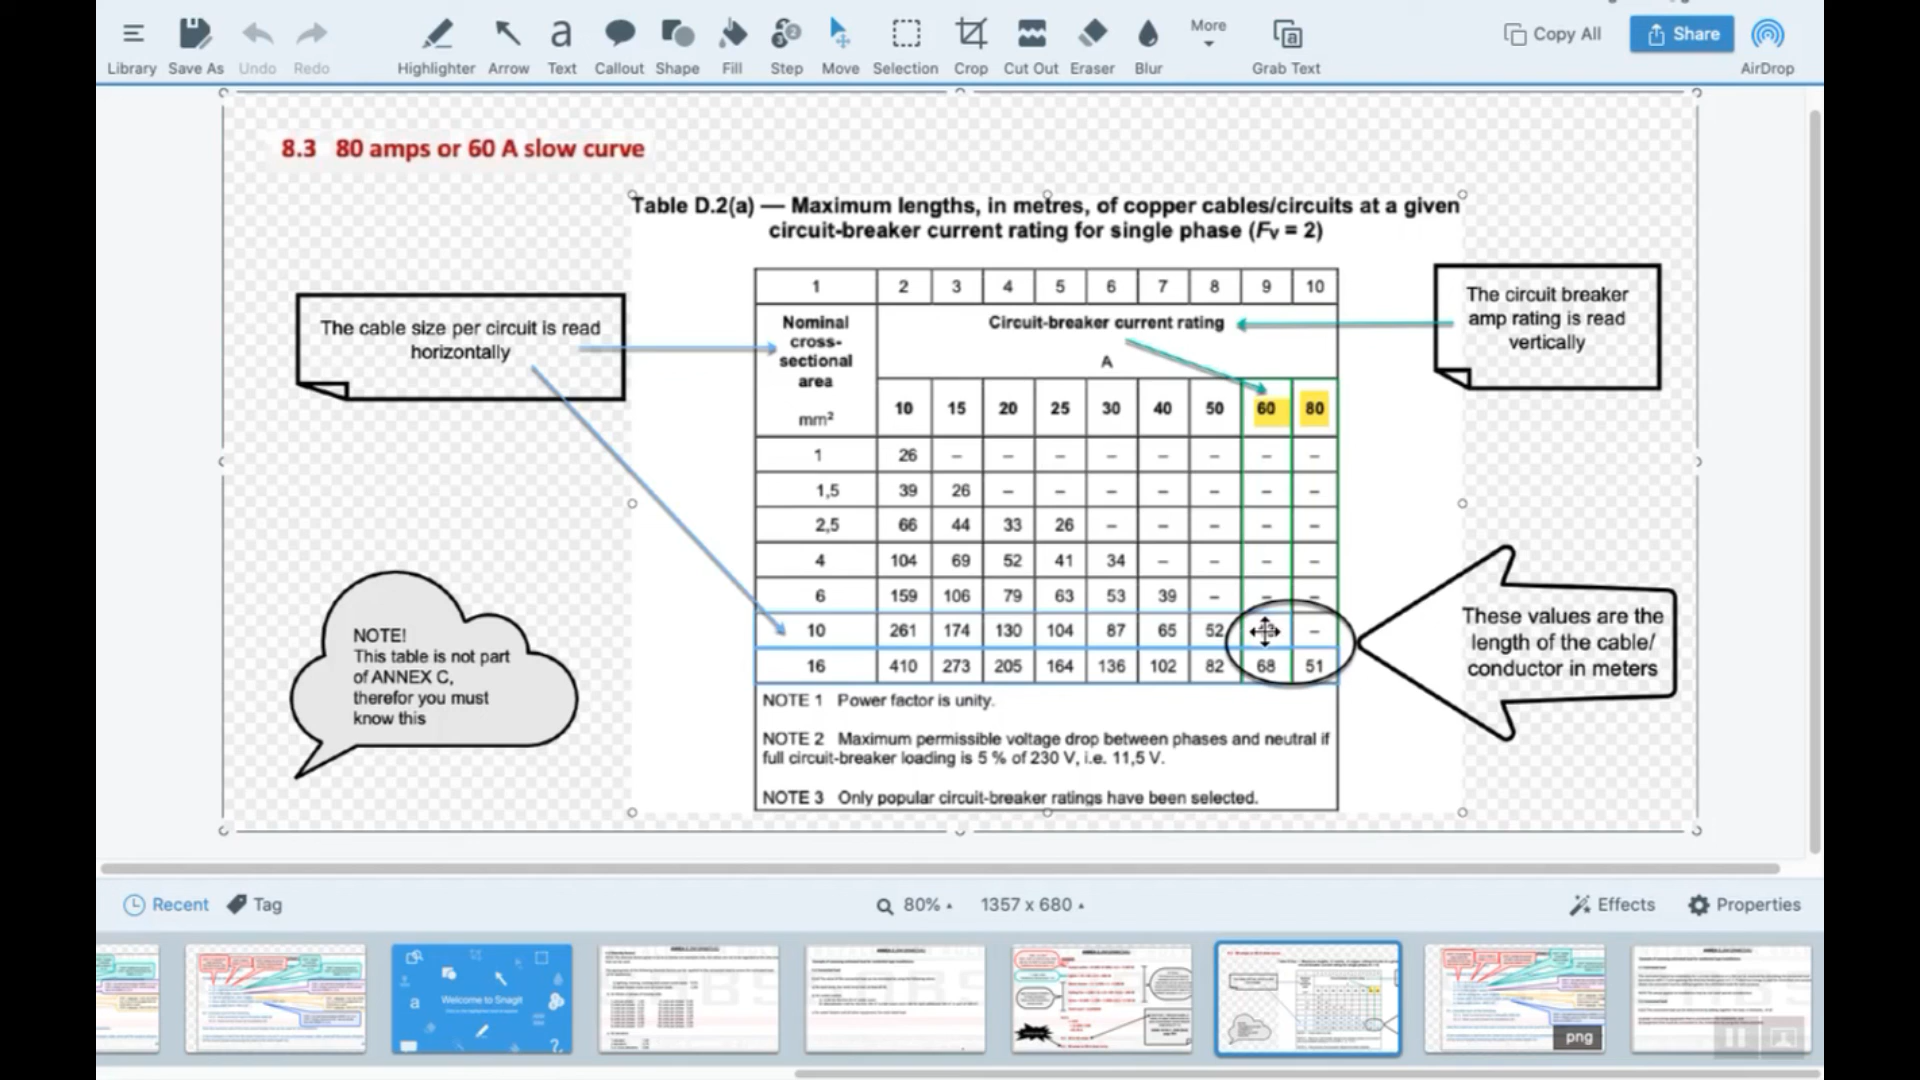 Library Save As Undo Redo Highlighter Arrow Text Callout Shape Fill Step Move Selection Crop Cut Out Eraser Blur More Grab Text Copy All Share AirDrop
8.3 80 amps or 60 A slow curve
Table D.2(a) — Maximum lengths, in metres, of copper cables/circuits at a given
circuit-breaker current rating for single phase (Fv = 2)
The cable size per circuit is read
horizontally
The circuit breaker
amp rating is read
vertically
1 2 3 4 5 6 7 8 9 10
Nominal
cross-
sectional
area
mm²
Circuit-breaker current rating
A
10 15 20 25 30 40 50 60 80
1 26 – – – – – – – –
1,5 39 26 – – – – – – –
2,5 66 44 33 26 – – – – –
4 104 69 52 41 34 – – – –
6 159 106 79 63 53 39 – – –
10 261 174 130 104 87 65 52 –
16 410 273 205 164 136 102 82 68 51
NOTE 1 Power factor is unity.
NOTE 2 Maximum permissible voltage drop between phases and neutral if
full circuit-breaker loading is 5 % of 230 V, i.e. 11,5 V.
NOTE 3 Only popular circuit-breaker ratings have been selected.
NOTE!
This table is not part
of ANNEX C,
therefor you must
know this
These values are the
length of the cable/
conductor in meters
Recent Tag 80% 1357 x 680 Effects Properties
Welcome to Snagit
png